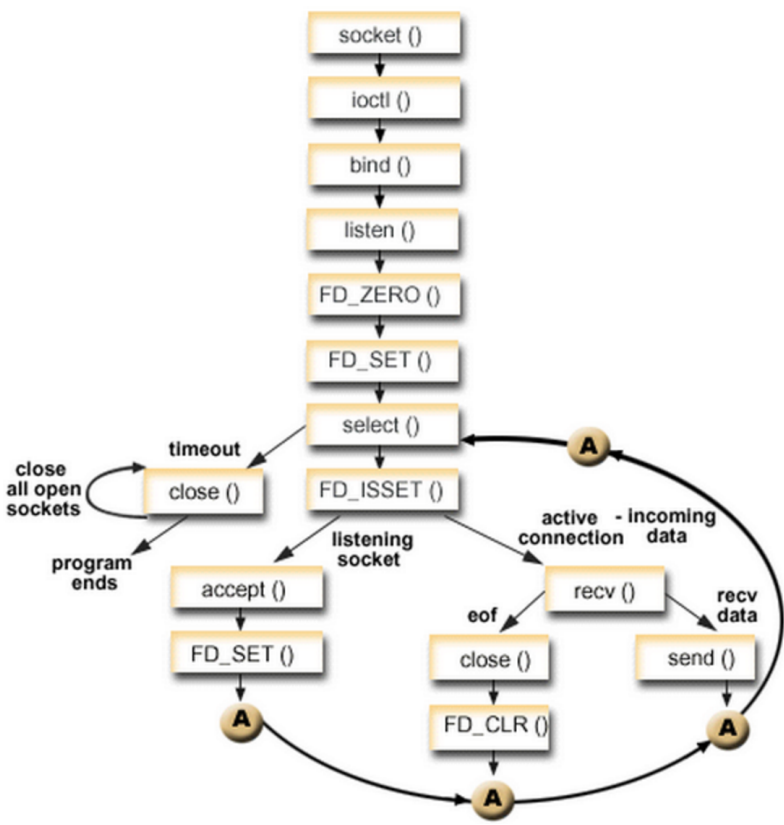 socket ()
ioctl ()
bind ()
listen ()
FD_ZERO ()
FD_SET ()
select ()
A
timeout
close
all open
sockets
close ()
FD_ISSET ()
program
ends
listening
socket
active - incoming
connection data
accept ()
recv ()
eof
recv
data
FD_SET ()
close ()
send ()
A
FD_CLR ()
A
A